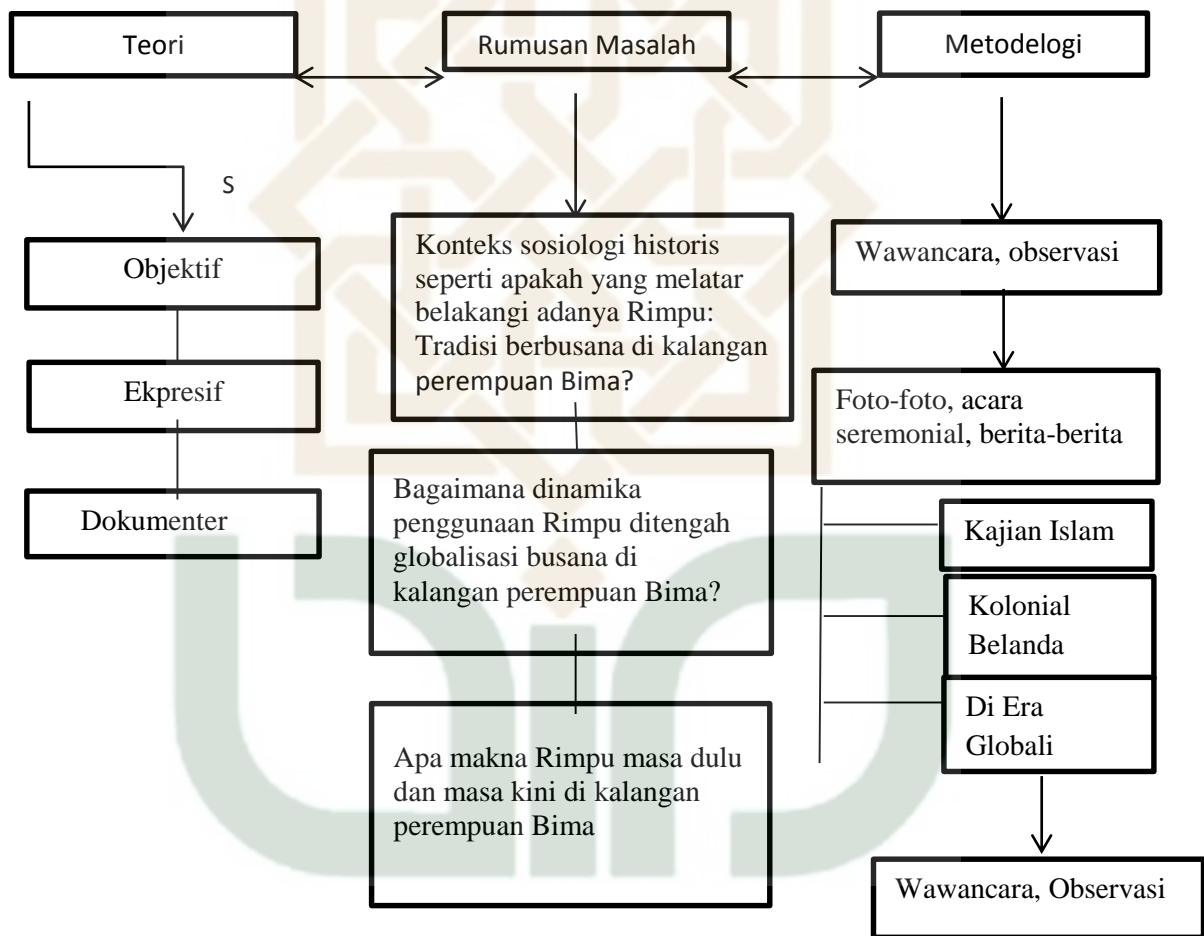 Teori
Rumusan Masalah
Metodelogi
S
Objektif
Ekpresif
Dokumenter
Konteks sosiologi historis
seperti apakah yang melatar
belakangi adanya Rimpu:
Tradisi berbusana di kalangan
perempuan Bima?
Bagaimana dinamika
penggunaan Rimpu ditengah
globalisasi busana di
kalangan perempuan Bima?
Apa makna Rimpu masa dulu
dan masa kini di kalangan
perempuan Bima
Wawancara, observasi
Foto-foto, acara
seremonial, berita-berita
Kajian Islam
Kolonial
Belanda
Di Era
Globali
Wawancara, Observasi